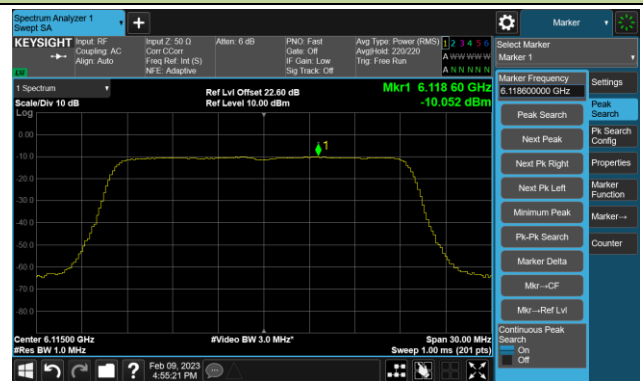 Spectrum Analyzer 1
Swept SA
Marker
KEYSIGHT
Input: RF
Coupling: AC
Align: Auto
Input Z: 50 Ω
Corr CCorr
Freq Ref: Int (S)
NFE: Adaptive
Atten: 6 dB
PNO: Fast
Gate: Off
IF Gain: Low
Sig Track: Off
Avg Type: Power (RMS)
Avg|Hold: 220/220
Trig: Free Run
1 2 3 4 5 6
A W W W W W
A N N N N N
Select Marker
Marker 1
1 Spectrum
Scale/Div 10 dB
Log
Ref Lvl Offset 22.60 dB
Ref Level 10.00 dBm
Mkr1 6.118 60 GHz
-10.052 dBm
1
0.00
-10.0
-20.0
-30.0
-40.0
-50.0
-60.0
-70.0
-80.0
Center 6.11500 GHz
#Res BW 1.0 MHz
#Video BW 3.0 MHz*
Span 30.00 MHz
Sweep 1.00 ms (201 pts)
Marker Frequency
6.118600000 GHz
Peak Search
Next Peak
Next Pk Right
Next Pk Left
Minimum Peak
Pk-Pk Search
Marker Delta
Mkr→CF
Mkr→Ref Lvl
Continuous Peak
Search
On
Off
Settings
Peak
Search
Pk Search
Config
Properties
Marker
Function
Marker→
Counter
?
Feb 09, 2023
4:55:21 PM